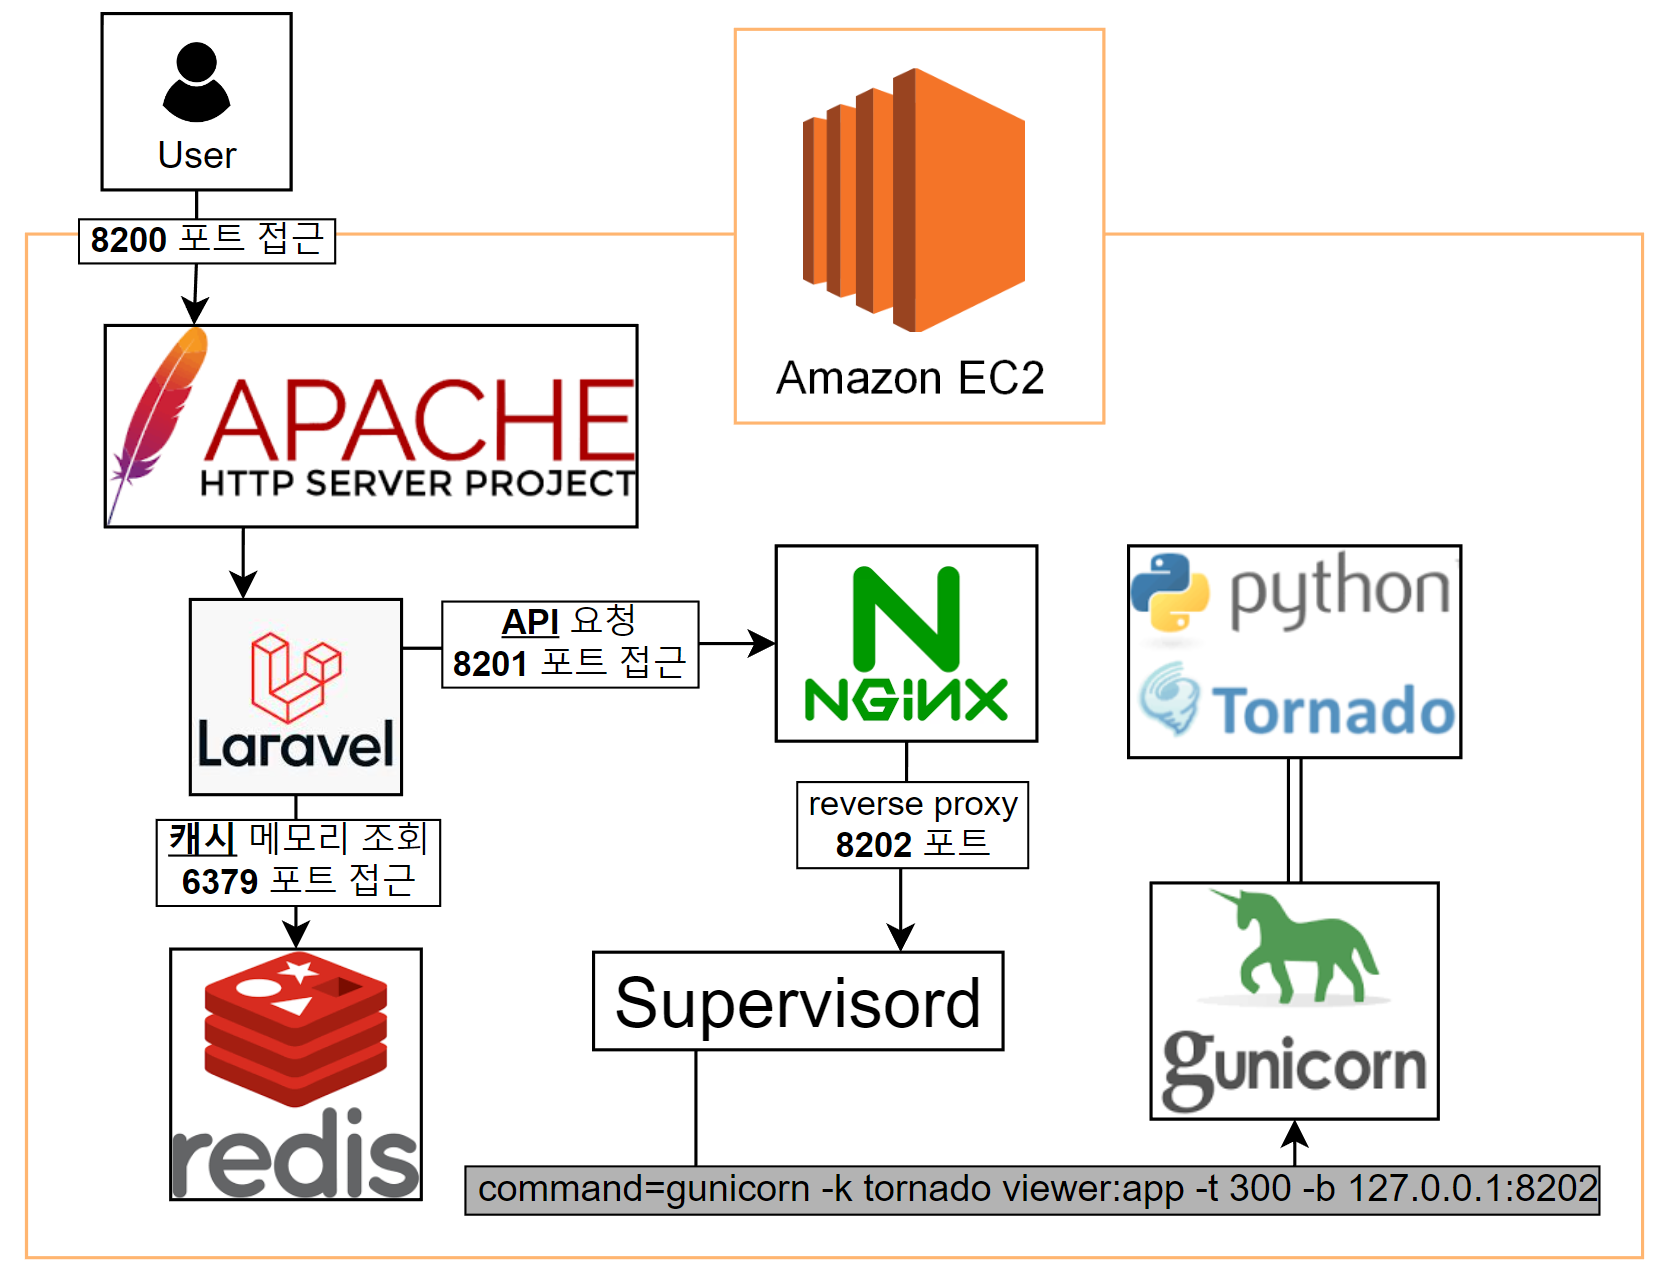 User
8200 포트 접근
Amazon EC2
APACHE
HTTP SERVER PROJECT
Laravel
API 요청
8201 포트 접근
NGiNX
python
Tornado
reverse proxy
8202 포트
캐시 메모리 조회
6379 포트 접근
redis
Supervisord
gunicorn
command=gunicorn -k tornado viewer:app -t 300 -b 127.0.0.1:8202